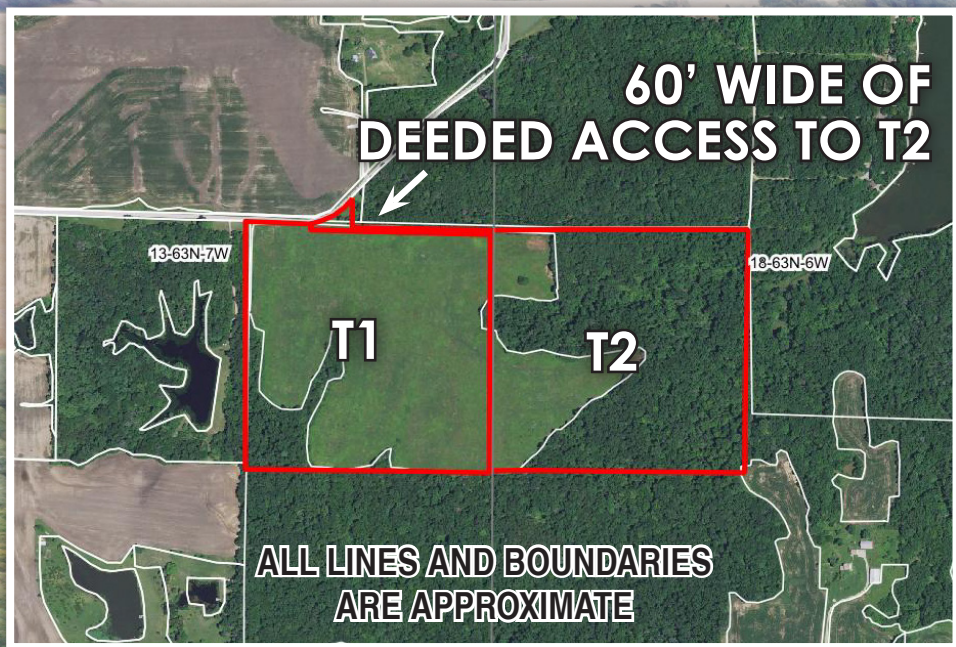 60' WIDE OF
DEEDED ACCESS TO T2
13-63N-7W
18-63N-6W
T1
T2
ALL LINES AND BOUNDARIES
ARE APPROXIMATE